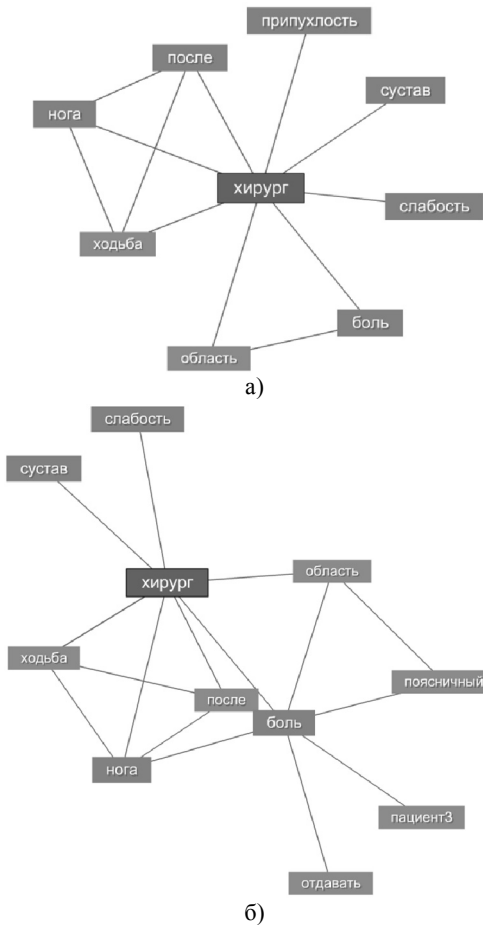 припухлость
после
сустав
нога
хирург
слабость
ходьба
боль
область
а)
слабость
сустав
хирург
область
ходьба
поясничный
после
боль
нога
пациент3
отдавать
б)